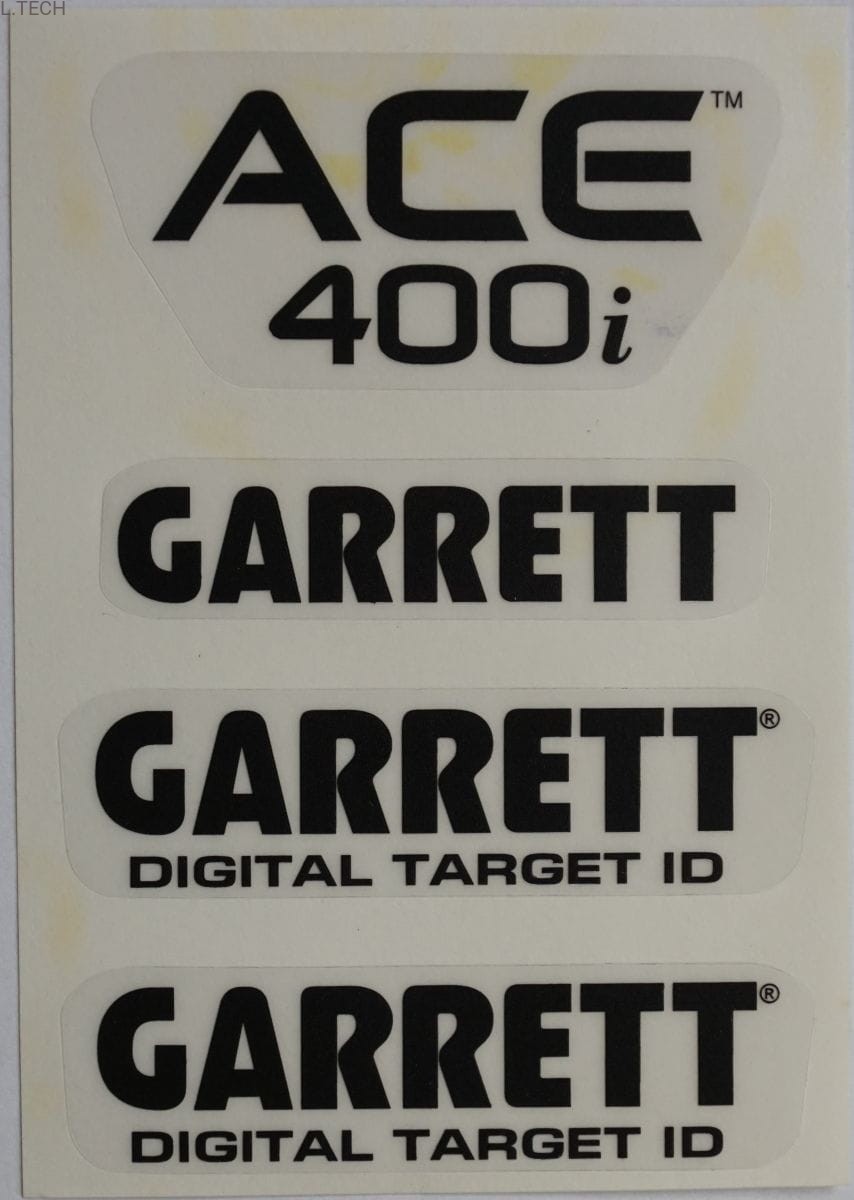 L.TECH
ACE™
400i
GARRETT
GARRETT®
DIGITAL TARGET ID
GARRETT®
DIGITAL TARGET ID